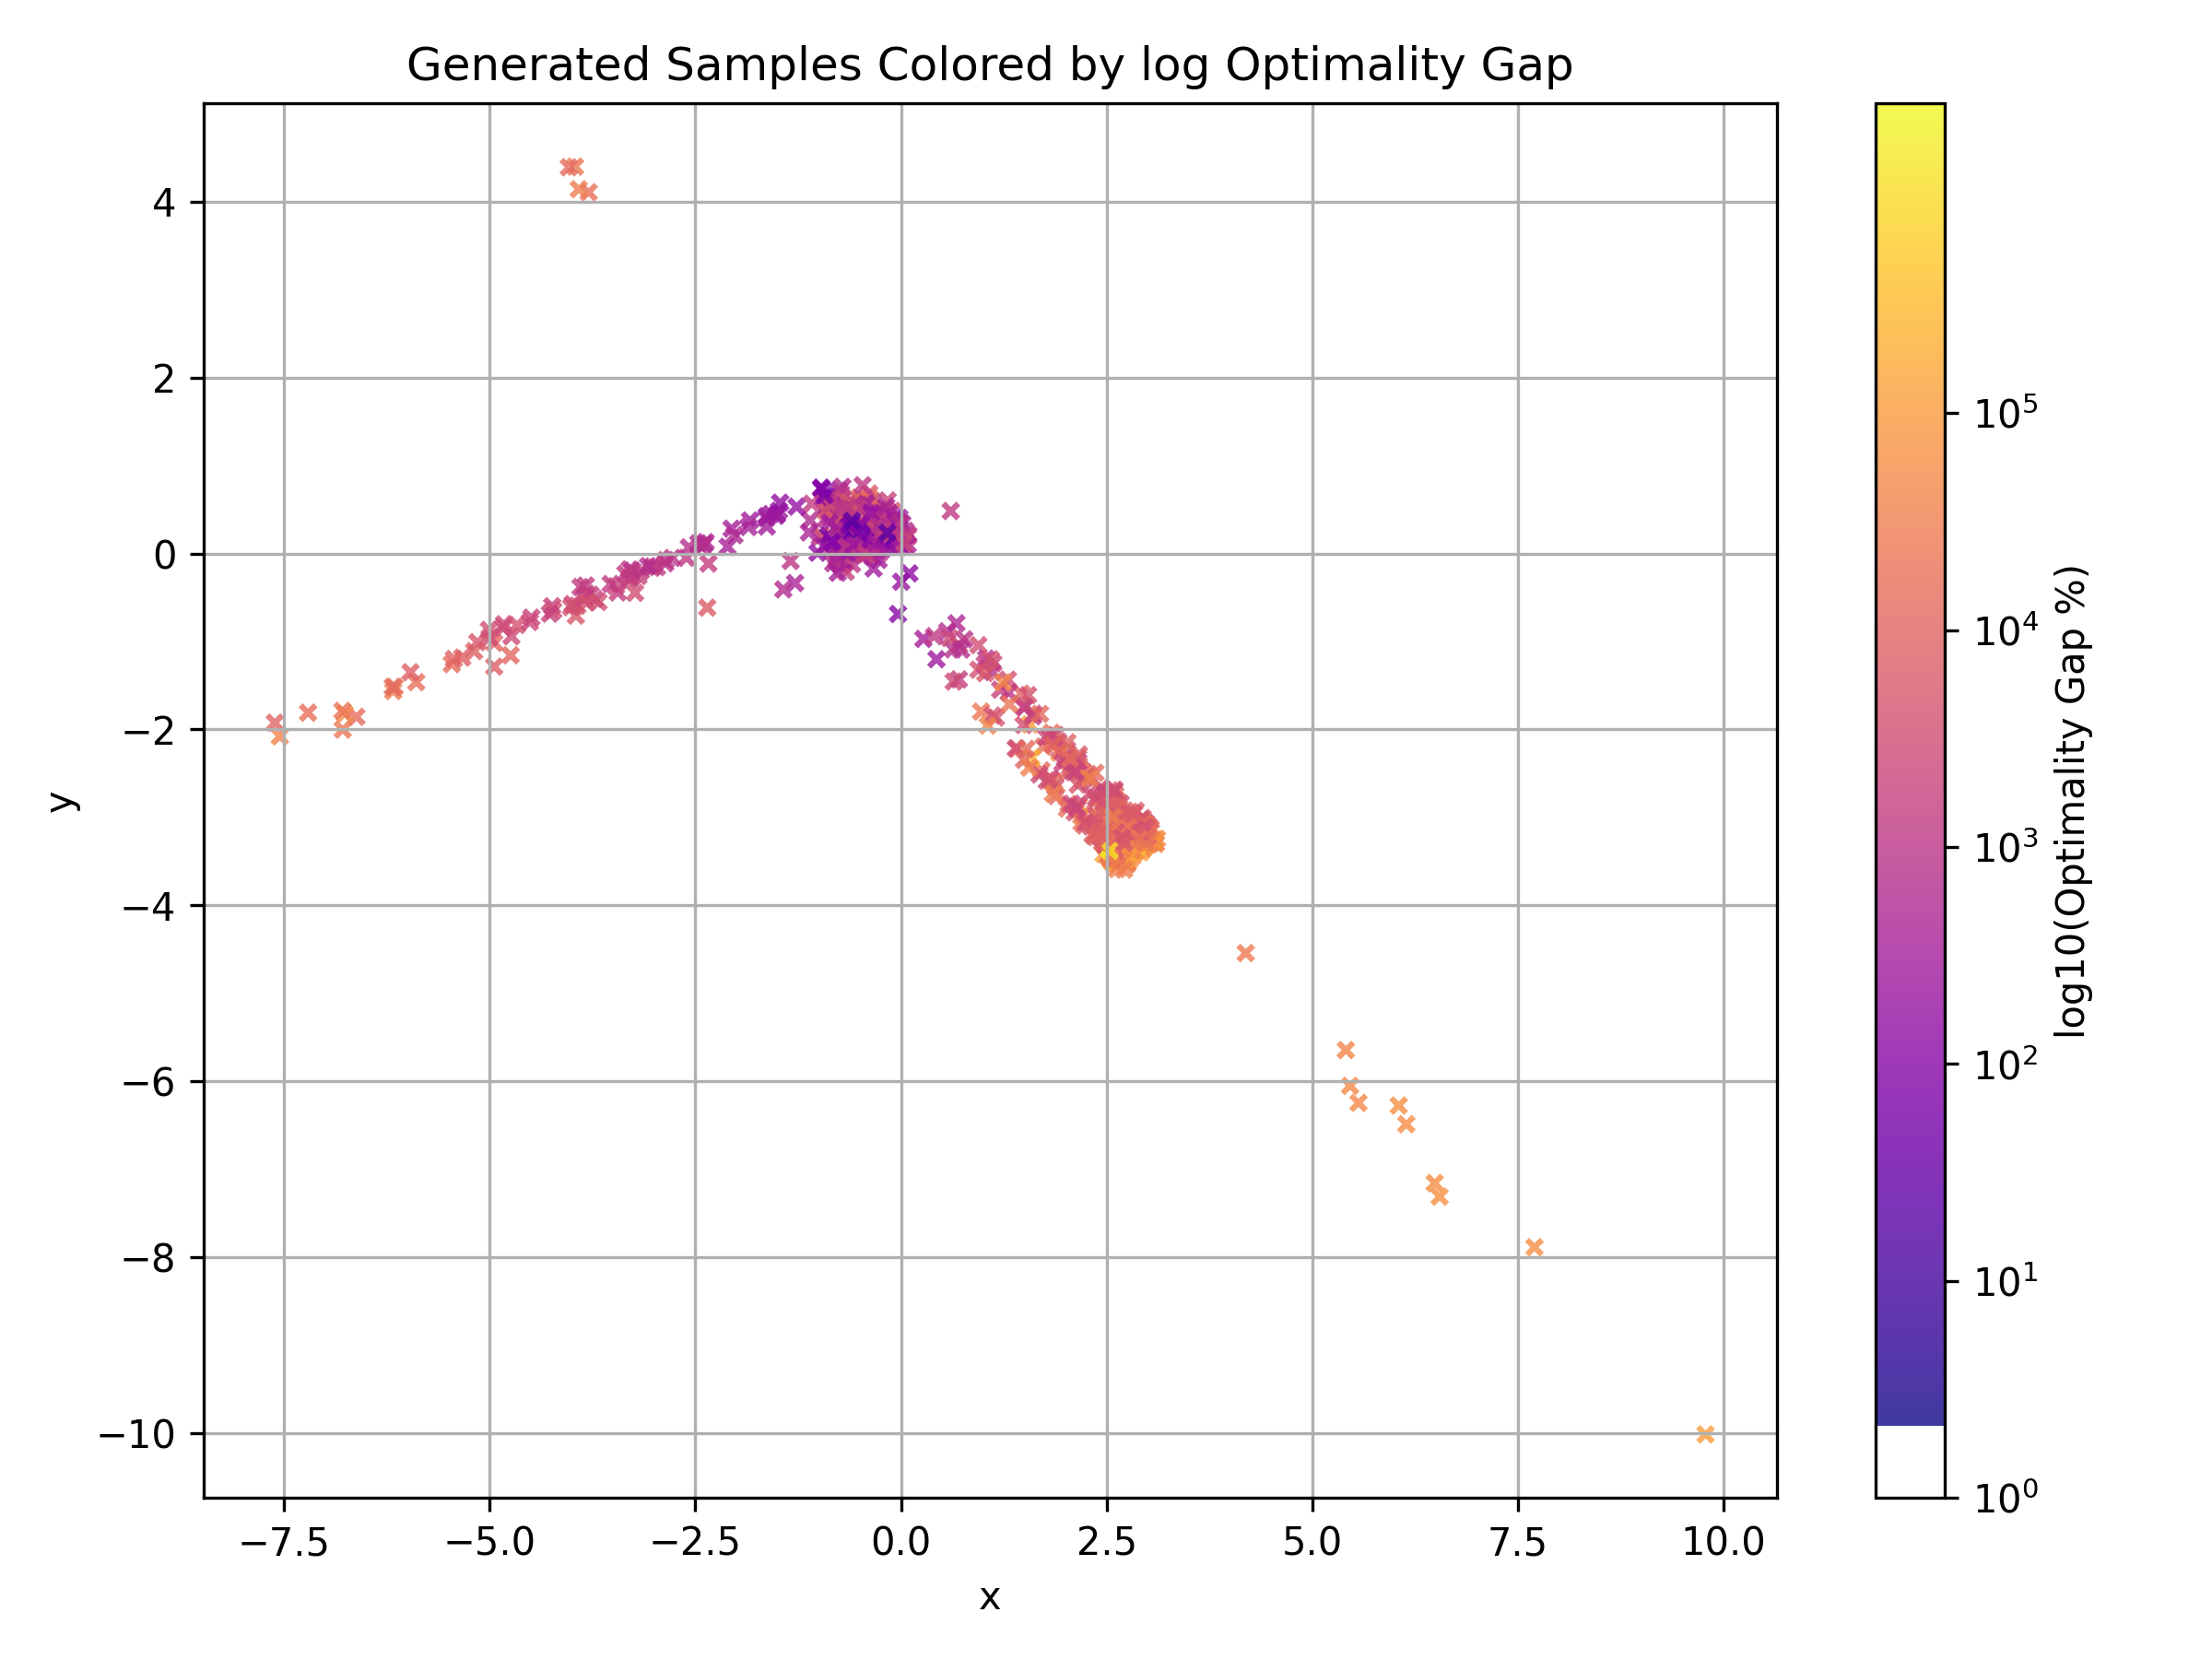 Generated Samples Colored by log Optimality Gap
4
2
0
−2
−4
−6
−8
−10
y
−7.5 −5.0 −2.5 0.0 2.5 5.0 7.5 10.0
x
10⁵
10⁴
10³
10²
10¹
10⁰
log10(Optimality Gap %)